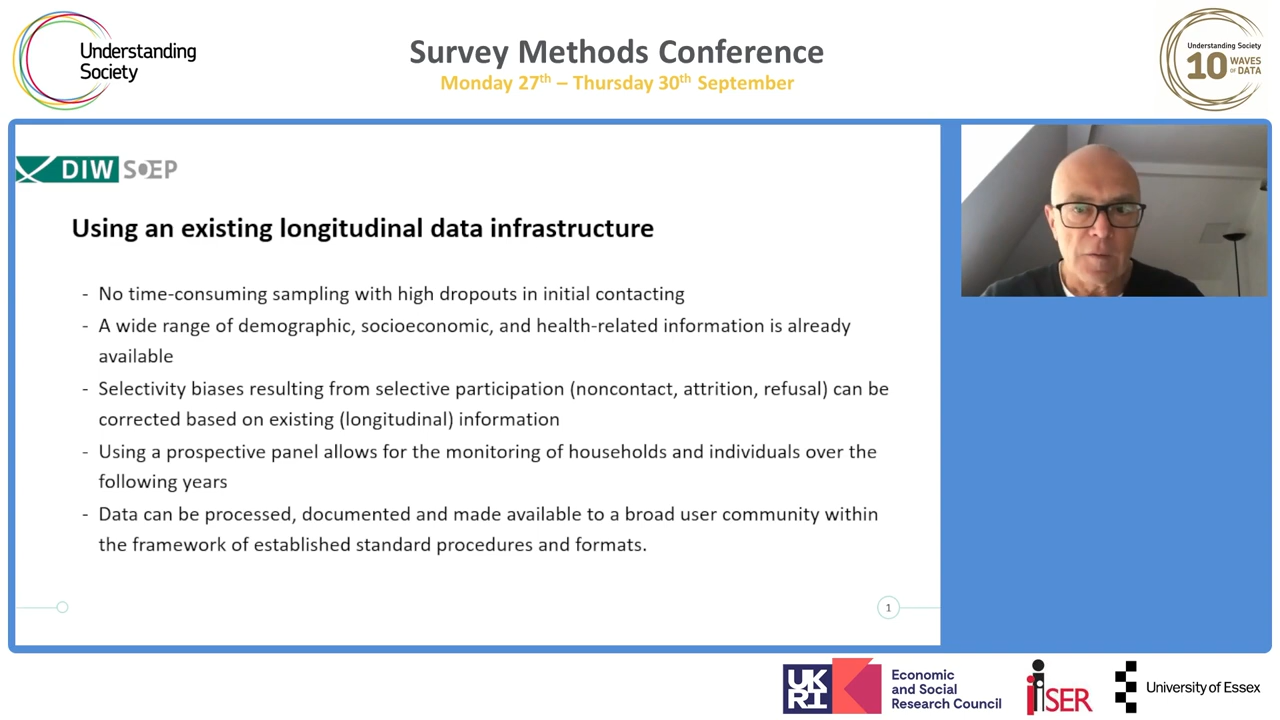 Understanding
Society
Survey Methods Conference
Monday 27th – Thursday 30th September
Understanding Society
10 WAVES
OF DATA
DIW SOEP
Using an existing longitudinal data infrastructure
- No time-consuming sampling with high dropouts in initial contacting
- A wide range of demographic, socioeconomic, and health-related information is already
available
- Selectivity biases resulting from selective participation (noncontact, attrition, refusal) can be
corrected based on existing (longitudinal) information
- Using a prospective panel allows for the monitoring of households and individuals over the
following years
- Data can be processed, documented and made available to a broad user community within
the framework of established standard procedures and formats.
1
UK
RI
Economic
and Social
Research Council
iSER
University of Essex